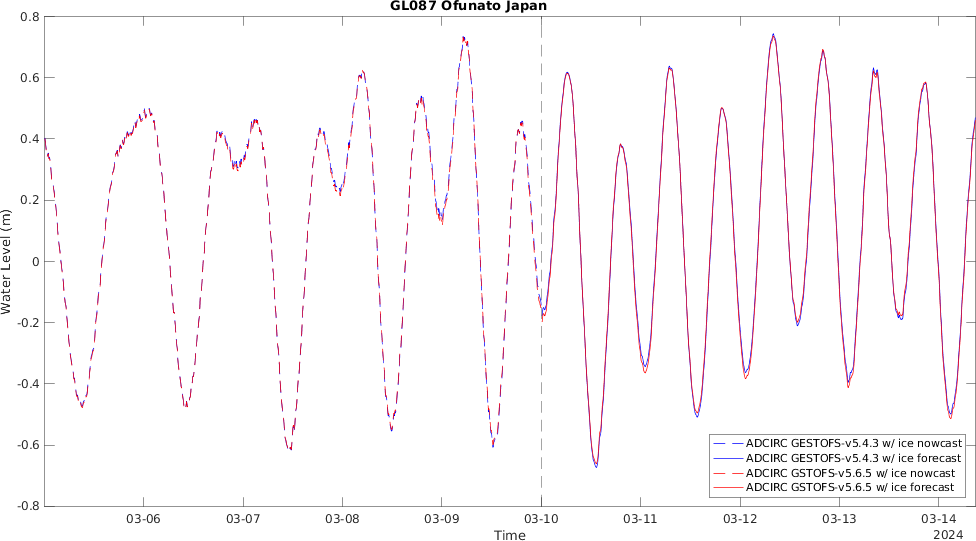 GL087 Ofunato Japan
0.8
0.6
0.4
0.2
0
-0.2
-0.4
-0.6
-0.8
Water Level (m)
ADCIRC GESTOFS-v5.4.3 w/ ice nowcast
ADCIRC GESTOFS-v5.4.3 w/ ice forecast
ADCIRC GSTOFS-v5.6.5 w/ ice nowcast
ADCIRC GSTOFS-v5.6.5 w/ ice forecast
03-06 03-07 03-08 03-09 03-10 03-11 03-12 03-13 03-14
Time 2024